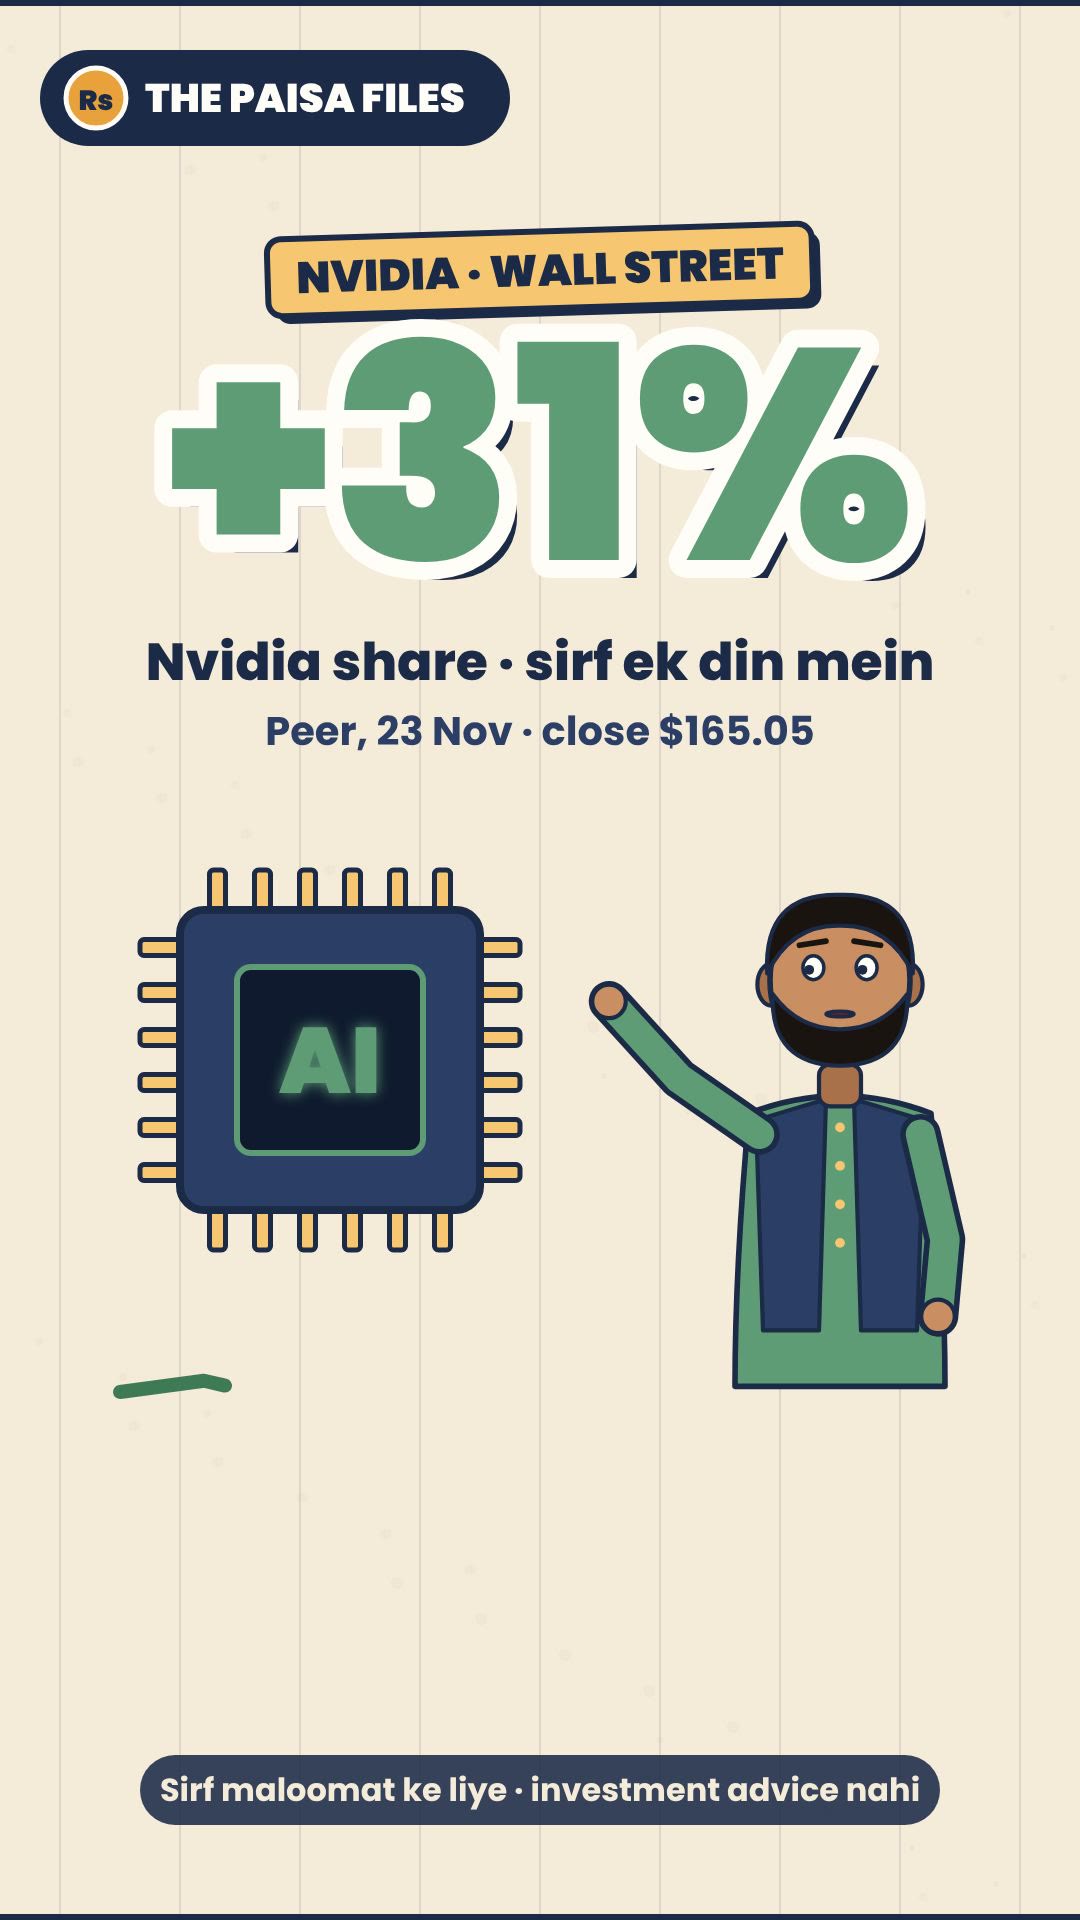 Rs THE PAISA FILES
NVIDIA · WALL STREET
+31%
Nvidia share · sirf ek din mein
Peer, 23 Nov · close $165.05
AI
Sirf maloomat ke liye · investment advice nahi